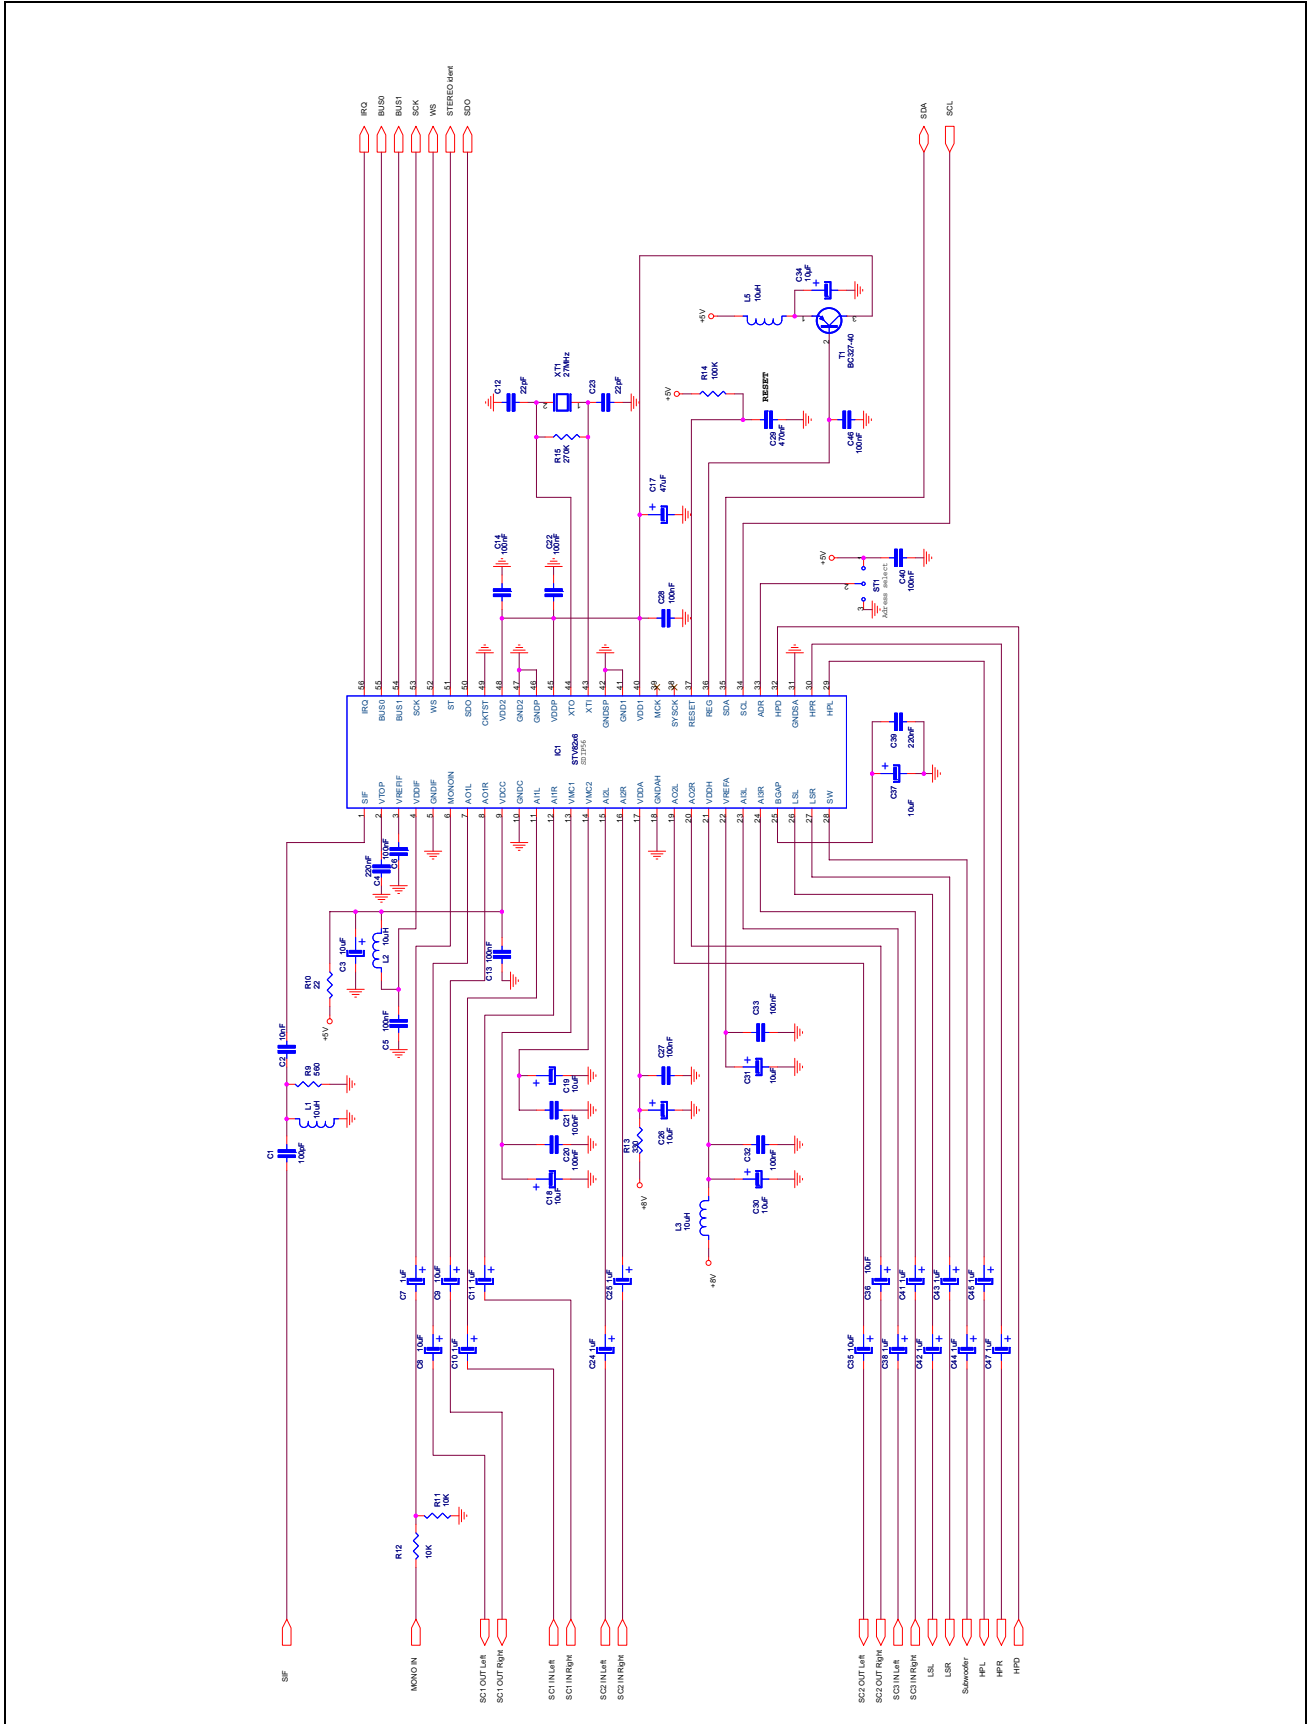 IRQ
BUS0
BUS1
SCK
WS
STEREO ident
SDO
SDA
SCL
C34
10µF
L5
10uH
+5V
1
3
2
T1
BC327-40
R14
100K
+5V
RESET
C29
470nF
C46
100nF
C12
22pF
XT1
27MHz
2
1
C23
22pF
R15
270K
C17
47uF
C14
100nF
C22
100nF
C28
100nF
+5V
2
3
ST1
Adress select
C40
100nF
56
55
54
53
52
51
50
49
48
47
46
45
44
43
42
41
40
39
38
37
36
35
34
33
32
31
30
29
IRQ
BUS0
BUS1
SCK
WS
ST
SDO
CKTST
VDD2
GND2
GNDP
VDDP
XTO
XTI
GNDSP
GND1
VDD1
MCK
SYSCK
RESET
REG
SDA
SCL
ADR
HPD
GNDSA
HPR
HPL
IC1
STV82x6
SDIP56
SIF
VTOP
VREFIF
VDDIF
GNDIF
MONOIN
AO1L
AO1R
VDCC
GNDC
AI1L
AI1R
VMC1
VMC2
AI2L
AI2R
VDDA
GNDAH
AO2L
AO2R
VDDH
VREFA
AI3L
AI3R
BGAP
LSL
LSR
SW
1
2
3
4
5
6
7
8
9
10
11
12
13
14
15
16
17
18
19
20
21
22
23
24
25
26
27
28
C39
220nF
C37
10uF
220nF
C4
100nF
C6
R10
22
+5V
C3 10uF
10uH
L2
C5 100nF
C13 100nF
C2 10nF
R9
560
L1
10uH
C1
100pF
C19
10uF
C21
100nF
C20
100nF
C18
10uF
C27
100nF
C26
10uF
R13
330
+8V
C33
100nF
C31
10uF
C32
100nF
C30
10uF
L3
10uH
+8V
C7 1uF
C9 10uF
C11 1uF
C8 10uF
C10 1uF
C25 1uF
C24 1uF
C36 10uF
C41 1uF
C43 1uF
C45 1uF
C35 10uF
C38 1uF
C42 1uF
C44 1uF
C47 1uF
R11
10K
R12
10K
SIF
MONO IN
SC1 OUT Left
SC1 OUT Right
SC1 IN Left
SC1 IN Right
SC2 IN Left
SC2 IN Right
SC2 OUT Left
SC2 OUT Right
SC3 IN Left
SC3 IN Right
LSL
LSR
Subwoofer
HPL
HPR
HPD